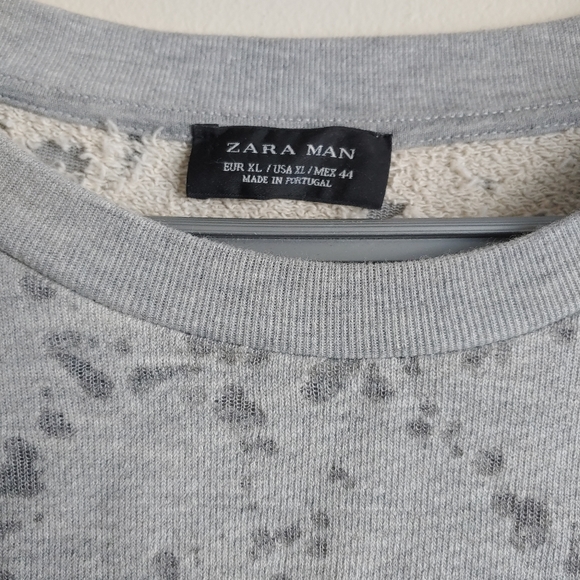 ZARA MAN
EUR XL / USA XL / MEX 44
MADE IN PORTUGAL